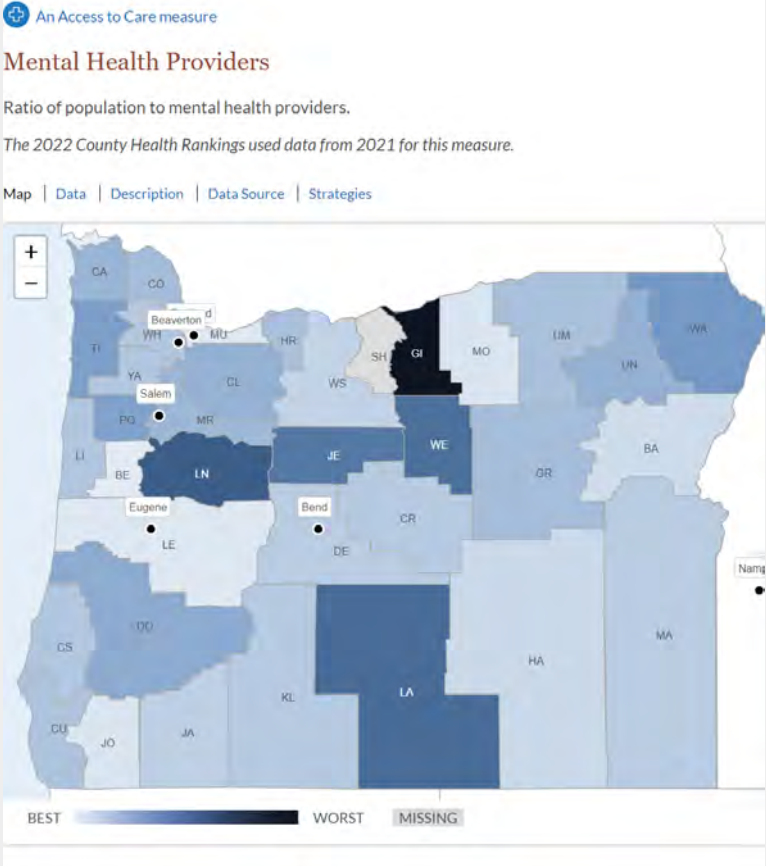 An Access to Care measure
Mental Health Providers
Ratio of population to mental health providers.
The 2022 County Health Rankings used data from 2021 for this measure.
Map | Data | Description | Data Source | Strategies
+
−
CA
CO
Beaverton
WH
MU
HR
SH
GI
MO
UM
UN
WA
TI
YA
CL
WS
Salem
PO
MR
LI
BE
LN
JE
WE
GR
BA
Eugene
LE
Bend
CR
DE
DO
CS
CU
JO
JA
KL
LA
HA
MA
BEST
WORST
MISSING